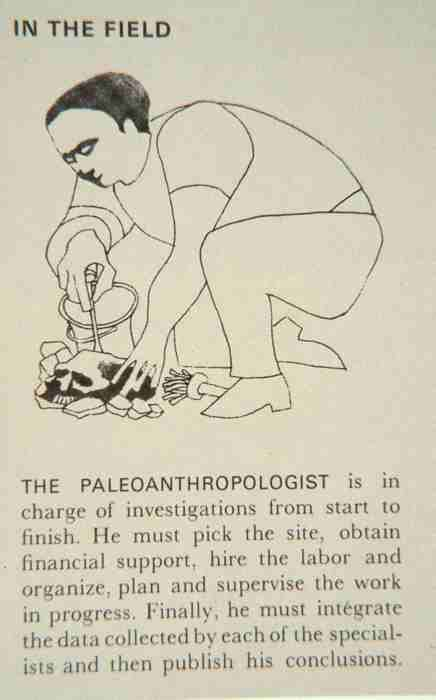 IN THE FIELD
THE PALEOANTHROPOLOGIST is in
charge of investigations from start to
finish. He must pick the site, obtain
financial support, hire the labor and
organize, plan and supervise the work
in progress. Finally, he must integrate
the data collected by each of the special-
ists and then publish his conclusions.